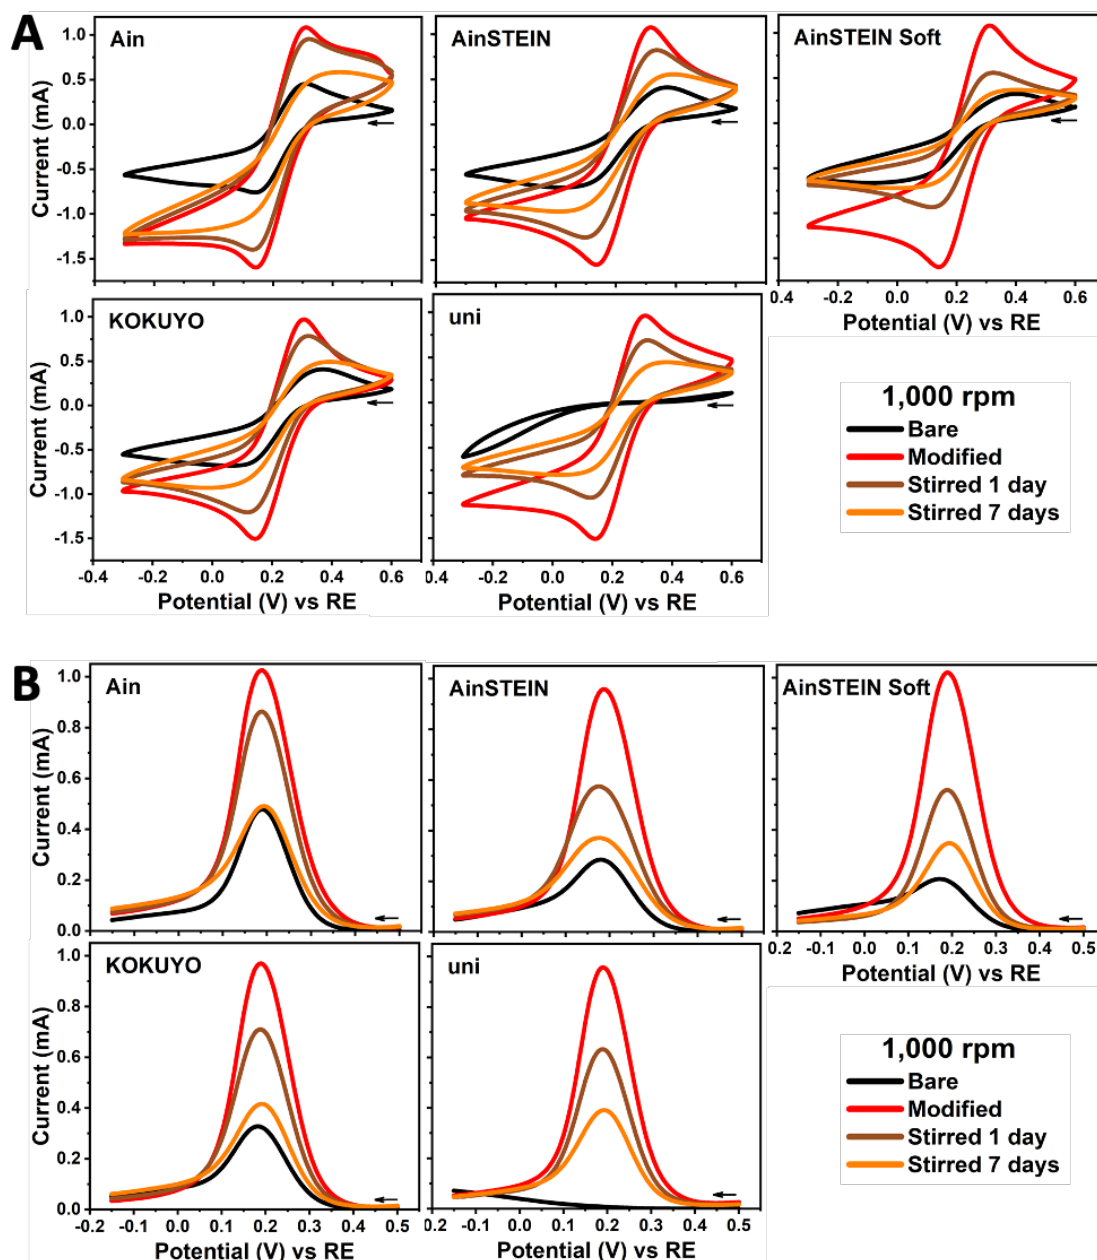 A
Ain
AinSTEIN
AinSTEIN Soft
1.0
0.5
0.0
-0.5
-1.0
-1.5
Current (mA)
0.4 0.0 0.2 0.4 0.6
Potential (V) vs RE
KOKUYO
uni
1.0
0.5
0.0
-0.5
-1.0
-1.5
Current (mA)
-0.4 -0.2 0.0 0.2 0.4 0.6
-0.4 -0.2 0.0 0.2 0.4 0.6
Potential (V) vs RE
Potential (V) vs RE
1,000 rpm
Bare
Modified
Stirred 1 day
Stirred 7 days
B
Ain
AinSTEIN
AinSTEIN Soft
1.0
0.8
0.6
0.4
0.2
0.0
Current (mA)
-0.2 -0.1 0.0 0.1 0.2 0.3 0.4 0.5
Potential (V) vs RE
KOKUYO
uni
1.0
0.8
0.6
0.4
0.2
0.0
Current (mA)
-0.2 -0.1 0.0 0.1 0.2 0.3 0.4 0.5
-0.2 -0.1 0.0 0.1 0.2 0.3 0.4 0.5
Potential (V) vs RE
Potential (V) vs RE
1,000 rpm
Bare
Modified
Stirred 1 day
Stirred 7 days